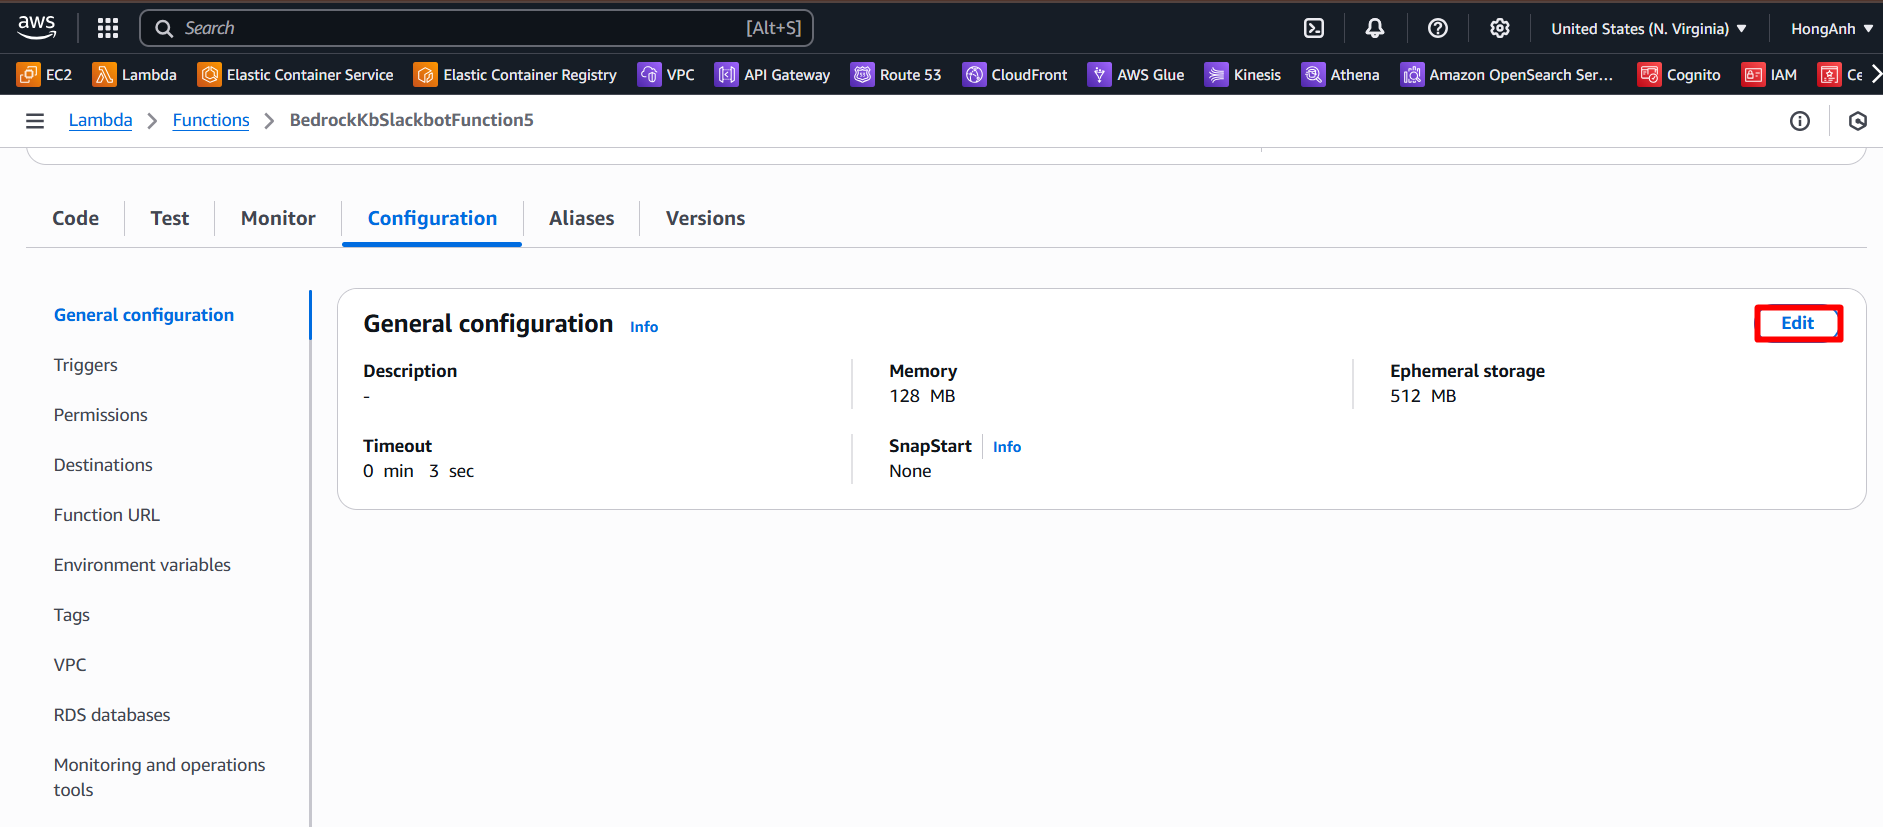 aws Search [Alt+S] United States (N. Virginia) HongAnh
EC2 Lambda Elastic Container Service Elastic Container Registry VPC API Gateway Route 53 CloudFront AWS Glue Kinesis Athena Amazon OpenSearch Ser... Cognito IAM Ce
Lambda Functions BedrockKbSlackbotFunction5
Code Test Monitor Configuration Aliases Versions
General configuration
Triggers
Permissions
Destinations
Function URL
Environment variables
Tags
VPC
RDS databases
Monitoring and operations
tools
General configuration Info Edit
Description Memory Ephemeral storage
- 128 MB 512 MB
Timeout SnapStart Info
0 min 3 sec None